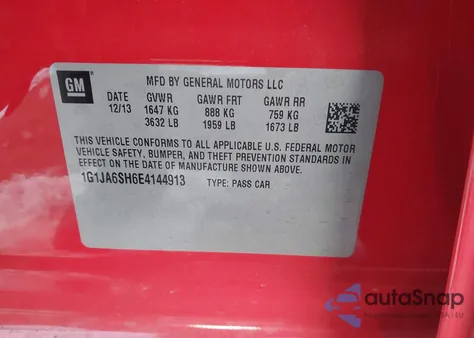 GM
MFD BY GENERAL MOTORS LLC
DATE GVWR GAWR FRT GAWR RR
12/13 1647 KG 888 KG 759 KG
3632 LB 1959 LB 1673 LB
THIS VEHICLE CONFORMS TO ALL APPLICABLE U.S. FEDERAL MOTOR
VEHICLE SAFETY, BUMPER, AND THEFT PREVENTION STANDARDS IN
EFFECT ON THE DATE OF MANUFACTURE SHOWN ABOVE.
1G1JA6SH6E4144913 TYPE: PASS CAR
autaSnap